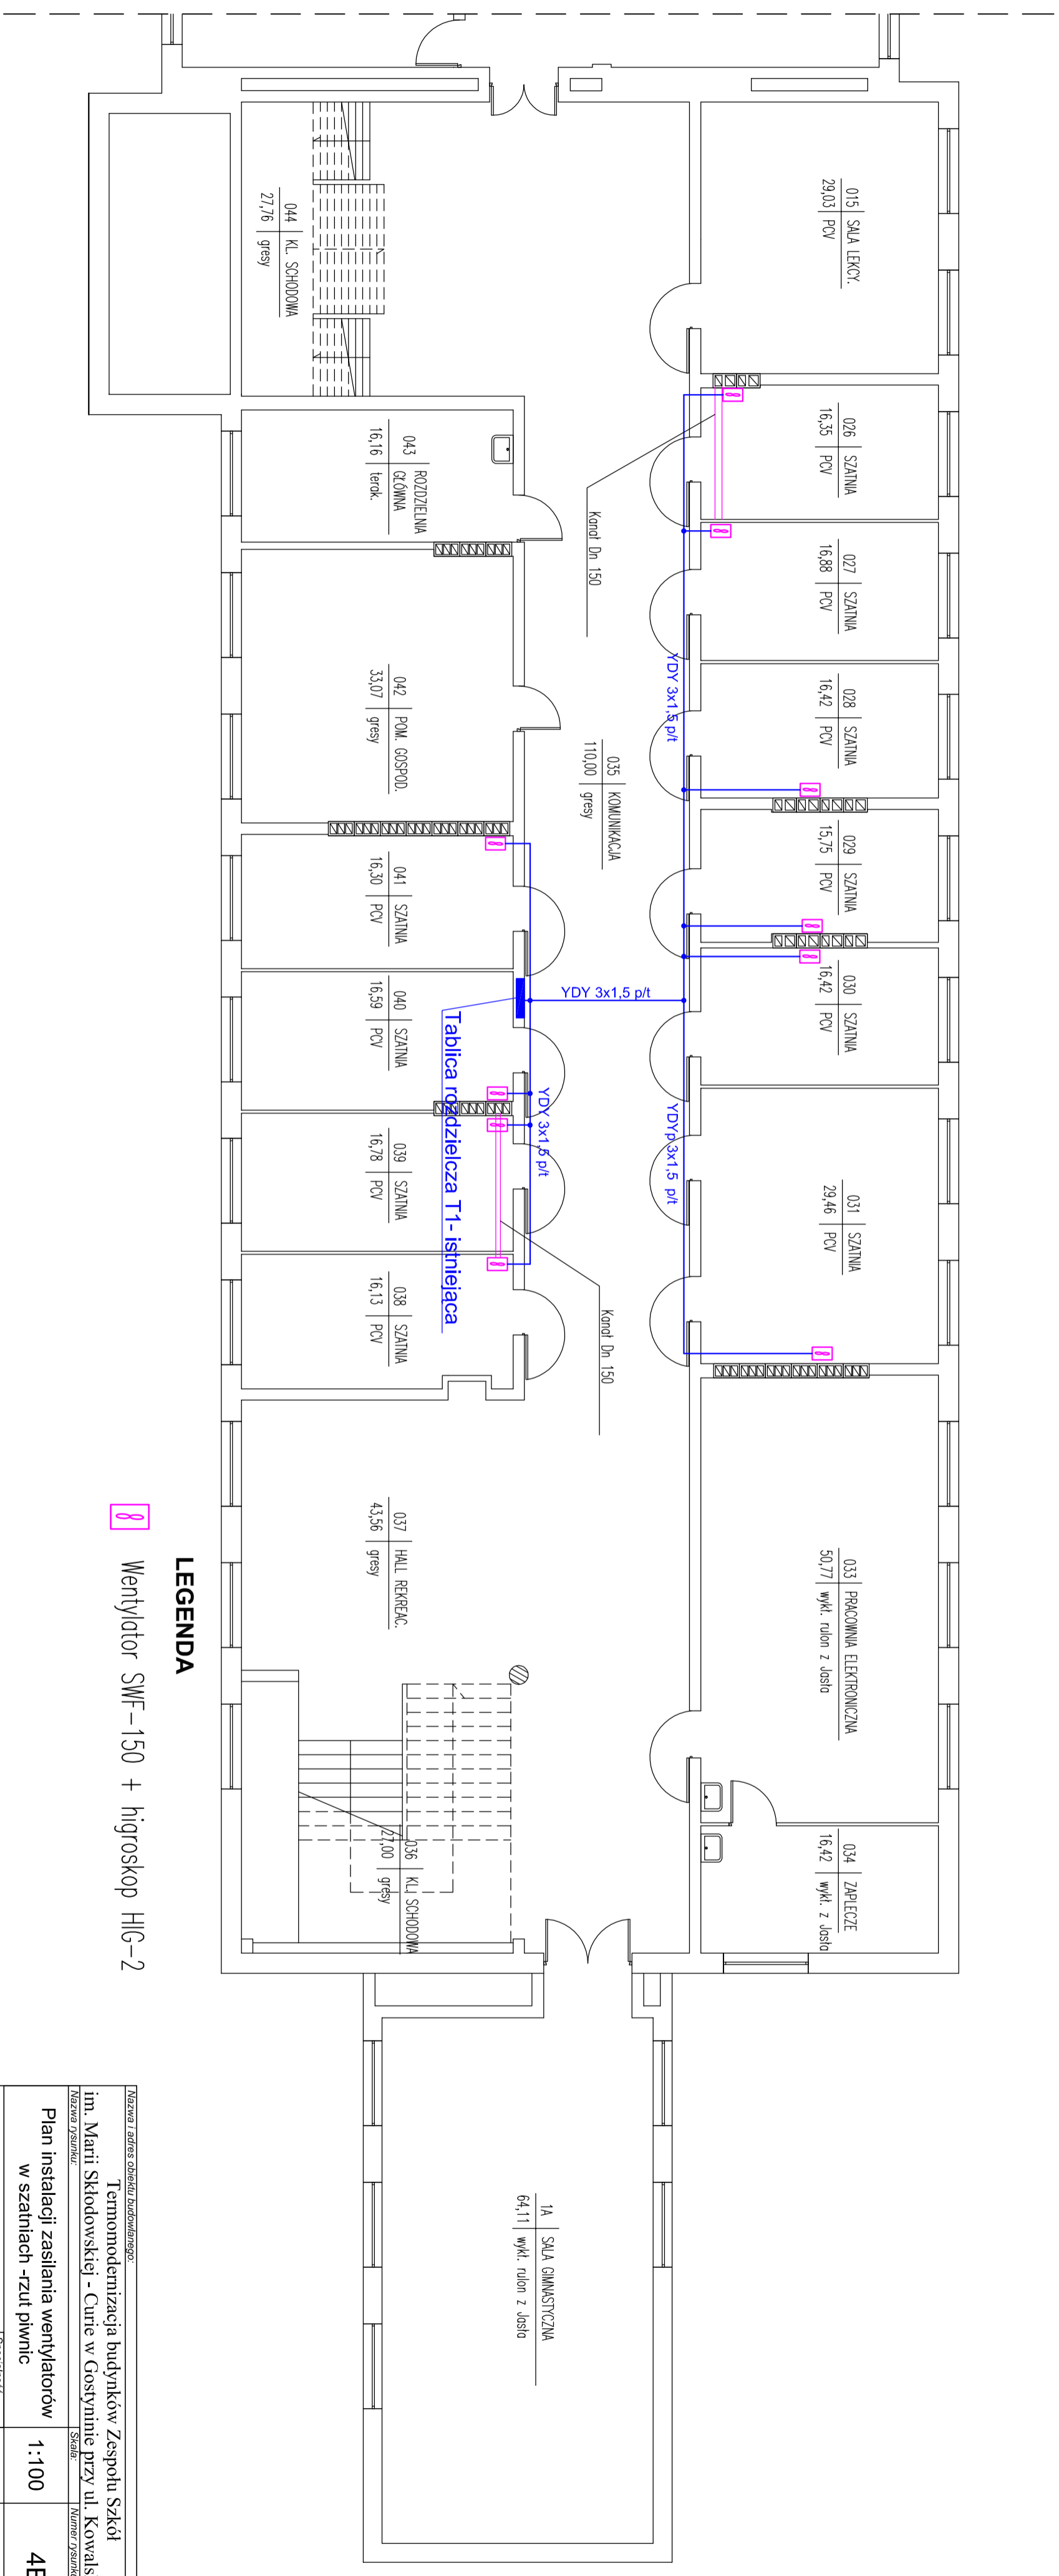 015 SALA LEKCY.
29,03 PCV
026 SZATNIA
16,35 PCV
027 SZATNIA
16,88 PCV
028 SZATNIA
16,42 PCV
029 SZATNIA
15,75 PCV
030 SZATNIA
16,42 PCV
031 SZATNIA
29,46 PCV
033 PRACOWNIA ELEKTRONICZNA
50,77 wykł. rulon z Jasła
034 ZAPLECZE
16,42 wykł. z Jasła
YDY 3x1,5 p/t
YDYp 3x1,5 p/t
Kanał Dn 150
035 KOMUNIKACJA
110,00 gresy
YDY 3x1,5 p/t
YDY 3x1,5 p/t
Kanał Dn 150
Tablica rozdzielcza T1- istniejąca
044 KL. SCHODOWA
27,76 gresy
043 ROZDZIELNIA
GŁÓWNA
16,16 terak.
042 POM. GOSPOD.
33,07 gresy
041 SZATNIA
16,30 PCV
040 SZATNIA
16,59 PCV
039 SZATNIA
16,78 PCV
038 SZATNIA
16,13 PCV
037 HALL REKREAC.
43,56 gresy
036 KL. SCHODOWA
27,00 gresy
1A SALA GIMNASTYCZNA
64,11 wykł. rulon z Jasła
LEGENDA
Wentylator SWF-150 + higroskop HIG-2
Nazwa i adres obiektu budowlanego:
Termomodernizacja budynków Zespołu Szkół
im. Marii Skłodowskiej - Curie w Gostyninie przy ul. Kowals
Nazwa rysunku:
Skala:
Numer rysunku
Plan instalacji zasilania wentylatorów
w szatniach -rzut piwnic
1:100